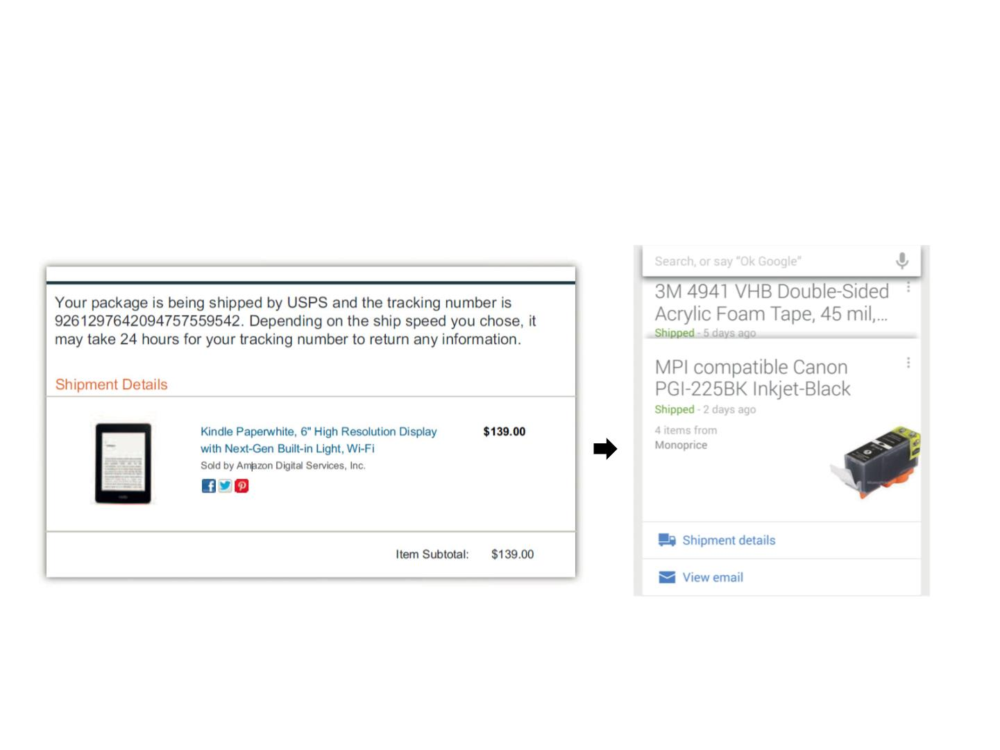 Your package is being shipped by USPS and the tracking number is
9261297642094757559542. Depending on the ship speed you chose, it
may take 24 hours for your tracking number to return any information.
Shipment Details
Kindle Paperwhite, 6" High Resolution Display
with Next-Gen Built-in Light, Wi-Fi
$139.00
Sold by Amazon Digital Services, Inc.
Item Subtotal: $139.00
Search, or say “Ok Google”
3M 4941 VHB Double-Sided
Acrylic Foam Tape, 45 mil,...
Shipped - 5 days ago
MPI compatible Canon
PGI-225BK Inkjet-Black
Shipped - 2 days ago
4 items from
Monoprice
Shipment details
View email